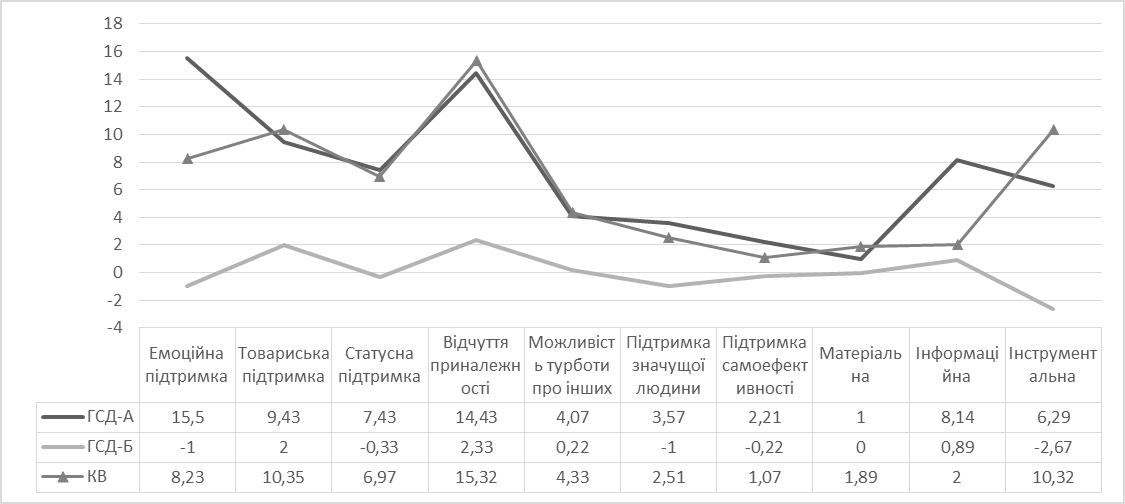 18
16
14
12
10
8
6
4
2
0
-2
-4
Емоційна
підтримка
Товариська
підтримка
Статусна
підтримка
Відчуття
приналежн
ості
Можливіст
ь турботи
про інших
Підтримка
значущої
людини
Підтримка
самоефект
ивності
Матеріаль
на
Інформаці
йна
Інструмент
альна
ГСД-А 15,5 9,43 7,43 14,43 4,07 3,57 2,21 1 8,14 6,29
ГСД-Б -1 2 -0,33 2,33 0,22 -1 -0,22 0 0,89 -2,67
КВ 8,23 10,35 6,97 15,32 4,33 2,51 1,07 1,89 2 10,32